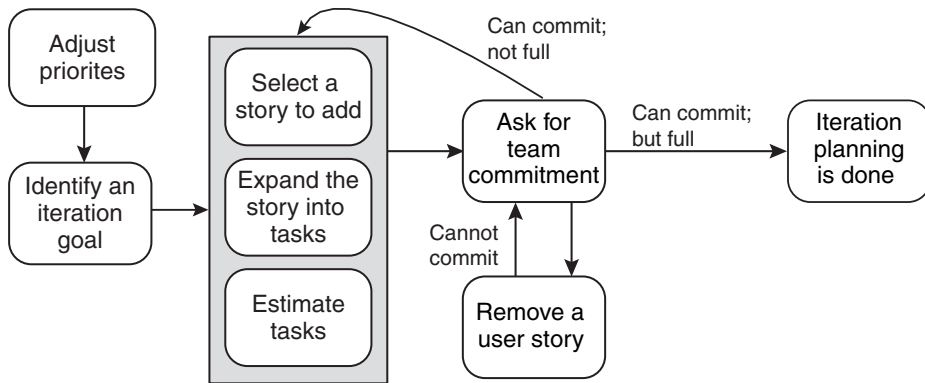 Adjust
priorites
Identify an
iteration
goal
Select a
story to add
Expand the
story into
tasks
Estimate
tasks
Can commit;
not full
Ask for
team
commitment
Cannot
commit
Remove a
user story
Can commit;
but full
Iteration
planning
is done